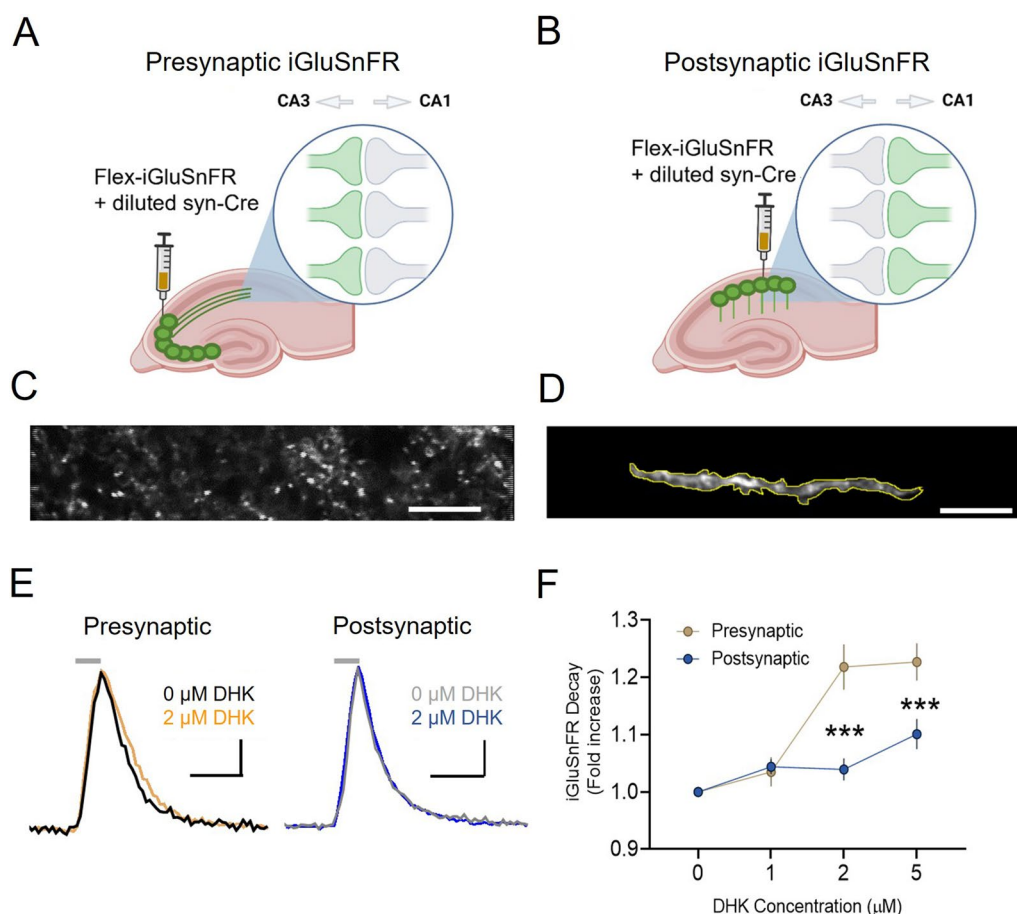 A
Presynaptic iGluSnFR
CA3
CA1
Flex-iGluSnFR
+ diluted syn-Cre
B
Postsynaptic iGluSnFR
CA3
CA1
Flex-iGluSnFR
+ diluted syn-Cre
C
D
E
Presynaptic
0 µM DHK
2 µM DHK
Postsynaptic
0 µM DHK
2 µM DHK
F
iGluSnFR Decay
(Fold increase)
1.3
1.2
1.1
1.0
0.9
Presynaptic
Postsynaptic
***
***
0 1 2 5
DHK Concentration (µM)